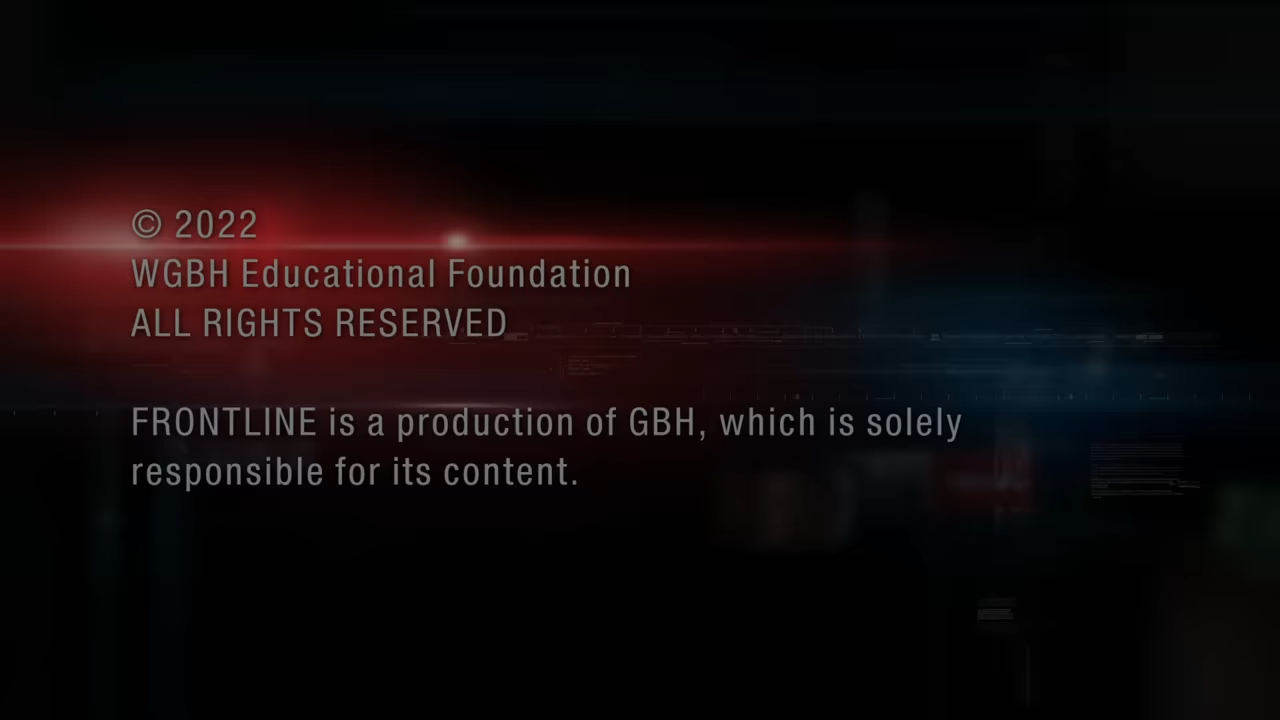 © 2022
WGBH Educational Foundation
ALL RIGHTS RESERVED
FRONTLINE is a production of GBH, which is solely
responsible for its content.